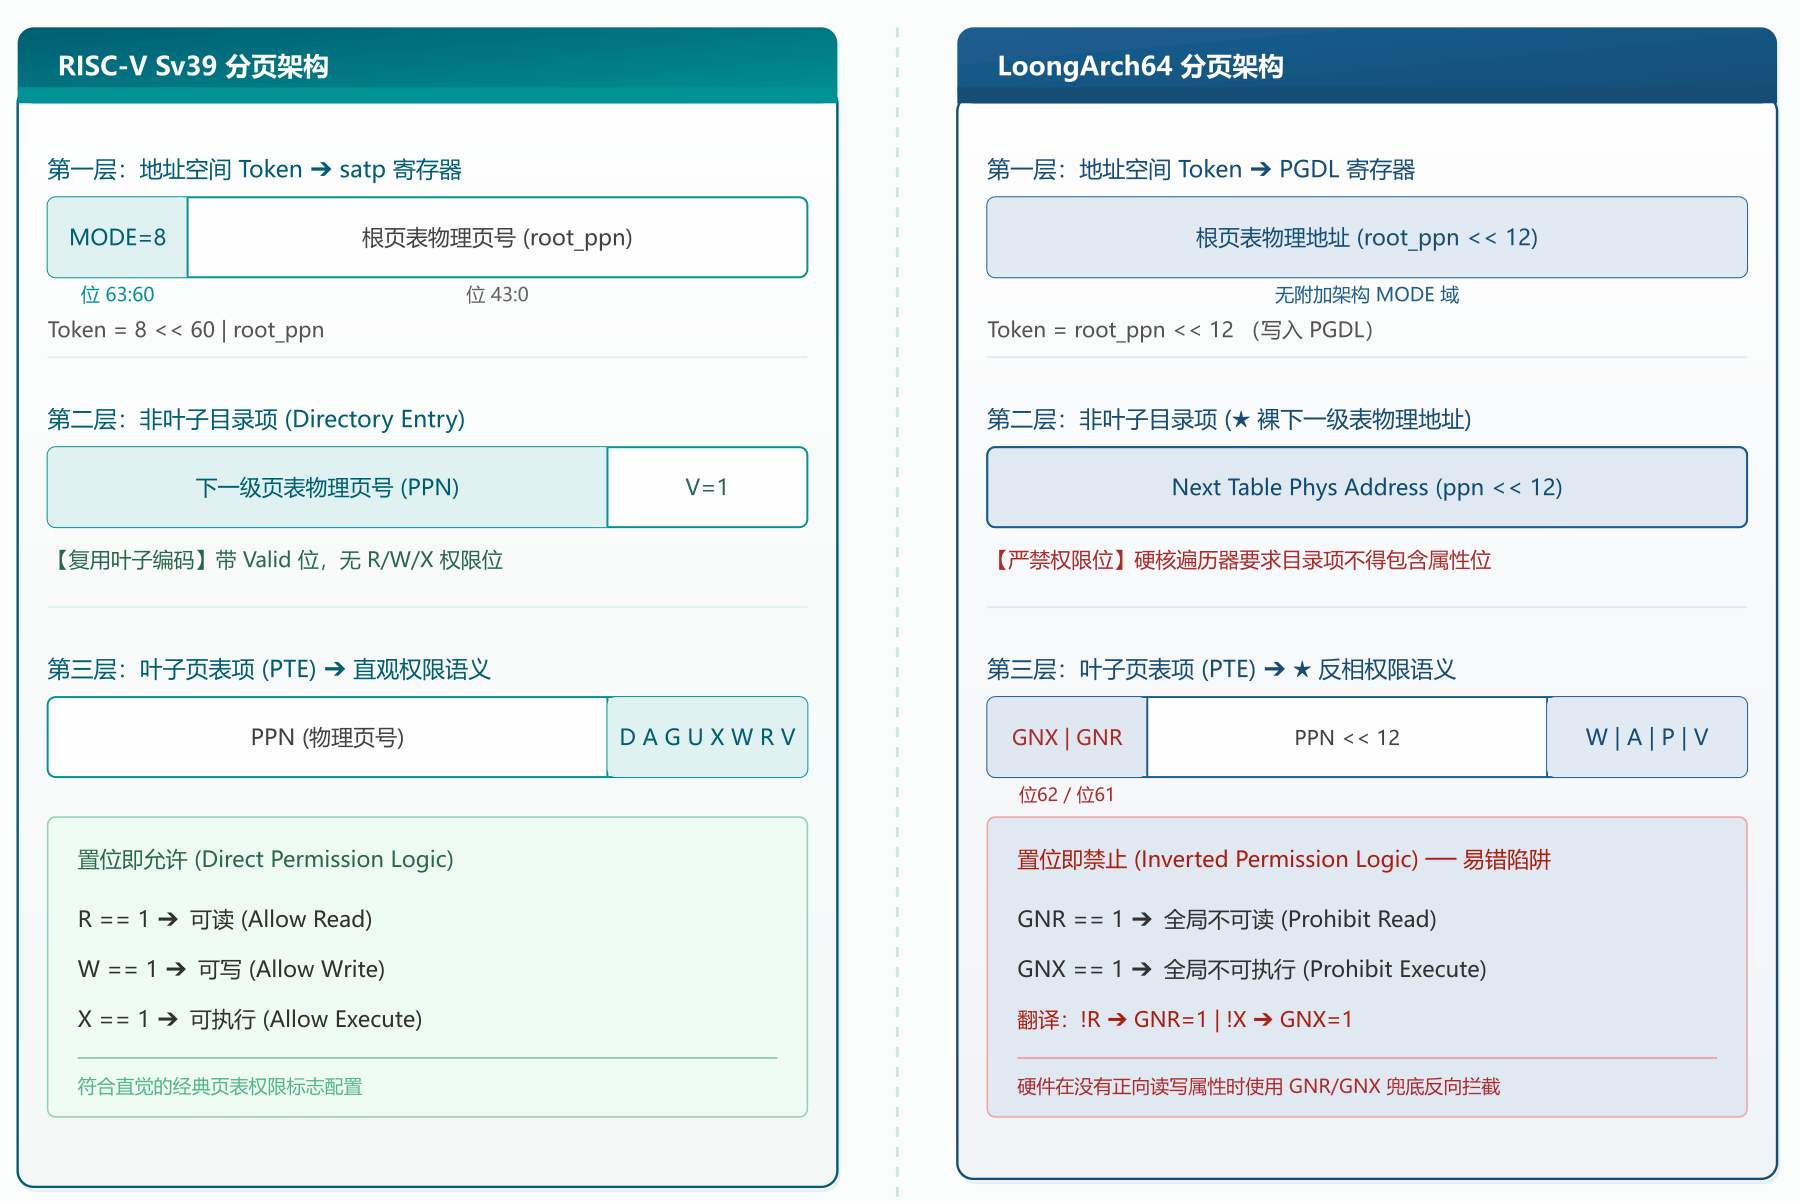 RISC-V Sv39 分页架构
第一层：地址空间 Token ➔ satp 寄存器
MODE=8
根页表物理页号 (root_ppn)
位 63:60
位 43:0
Token = 8 << 60 | root_ppn
第二层：非叶子目录项 (Directory Entry)
下一级页表物理页号 (PPN)
V=1
【复用叶子编码】带 Valid 位，无 R/W/X 权限位
第三层：叶子页表项 (PTE) ➔ 直观权限语义
PPN (物理页号)
D A G U X W R V
置位即允许 (Direct Permission Logic)
R == 1 ➔ 可读 (Allow Read)
W == 1 ➔ 可写 (Allow Write)
X == 1 ➔ 可执行 (Allow Execute)
符合直觉的经典页表权限标志配置
LoongArch64 分页架构
第一层：地址空间 Token ➔ PGDL 寄存器
根页表物理地址 (root_ppn << 12)
无附加架构 MODE 域
Token = root_ppn << 12 （写入 PGDL）
第二层：非叶子目录项 (★ 裸下一级表物理地址)
Next Table Phys Address (ppn << 12)
【严禁权限位】硬核遍历器要求目录项不得包含属性位
第三层：叶子页表项 (PTE) ➔ ★ 反相权限语义
GNX | GNR
PPN << 12
W | A | P | V
位62 / 位61
置位即禁止 (Inverted Permission Logic) —— 易错陷阱
GNR == 1 ➔ 全局不可读 (Prohibit Read)
GNX == 1 ➔ 全局不可执行 (Prohibit Execute)
翻译：!R ➔ GNR=1 | !X ➔ GNX=1
硬件在没有正向读写属性时使用 GNR/GNX 兜底反向拦截